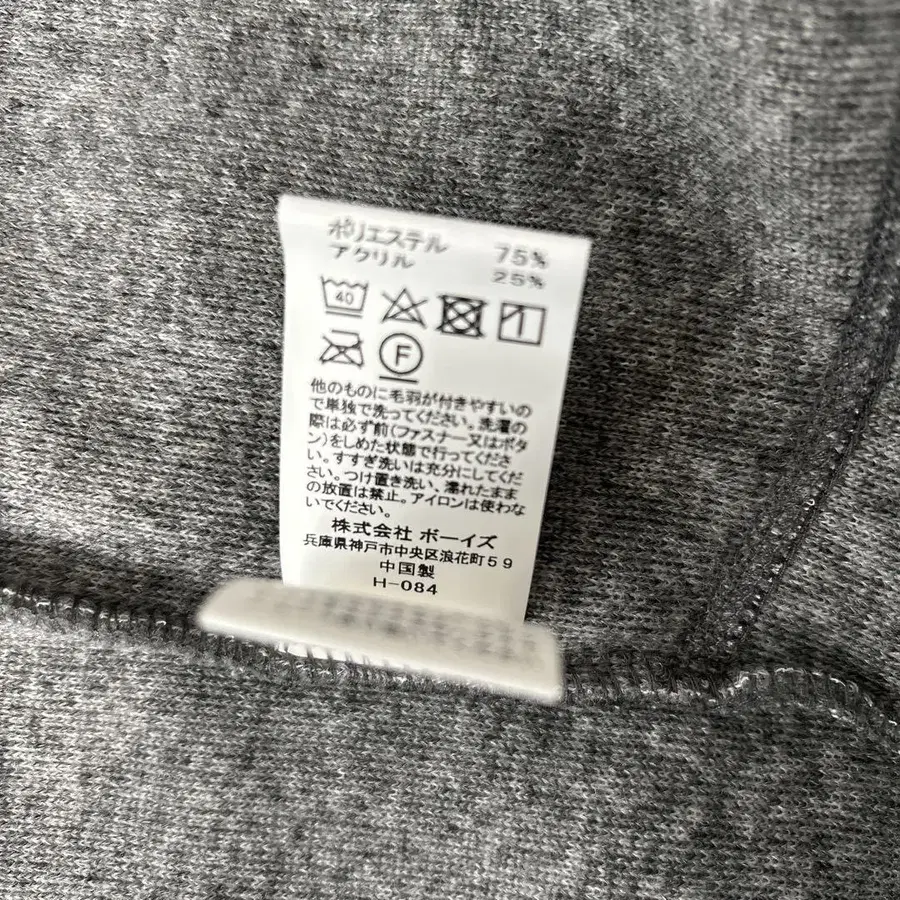 ポリエステル 75%
アクリル 25%
40
F
他のものに毛羽が付きやすいの
で単独で洗ってください。洗濯の
際は必ず前(ファスナー又はボタ
ン)をしめた状態で行ってくださ
い。すすぎ洗いは充分にしてくだ
さい。つけ置き洗い、濡れたまま
の放置は禁止。アイロンは使わな
いでください。
株式会社 ボーイズ
兵庫県神戸市中央区浪花町59
中国製
H-084